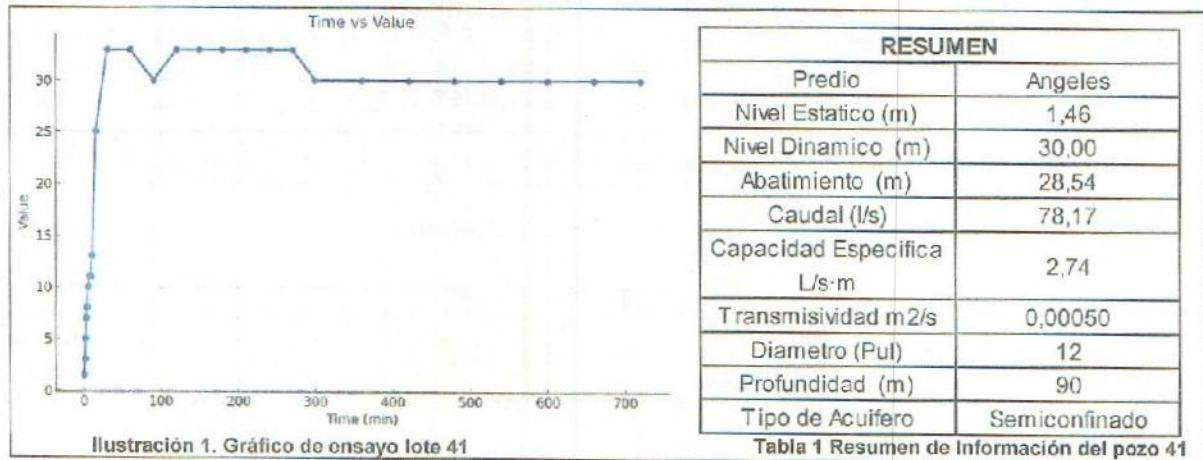 Time vs Value
30
25
20
15
10
5
0
Value
0 100 200 300 400 500 600 700
Time (min)
Ilustración 1. Gráfico de ensayo lote 41
RESUMEN
Predio Angeles
Nivel Estatico (m) 1,46
Nivel Dinamico (m) 30,00
Abatimiento (m) 28,54
Caudal (l/s) 78,17
Capacidad Especifica
L/s·m 2,74
Transmisividad m2/s 0,00050
Diametro (Pul) 12
Profundidad (m) 90
Tipo de Acuifero Semiconfinado
Tabla 1 Resumen de Información del pozo 41